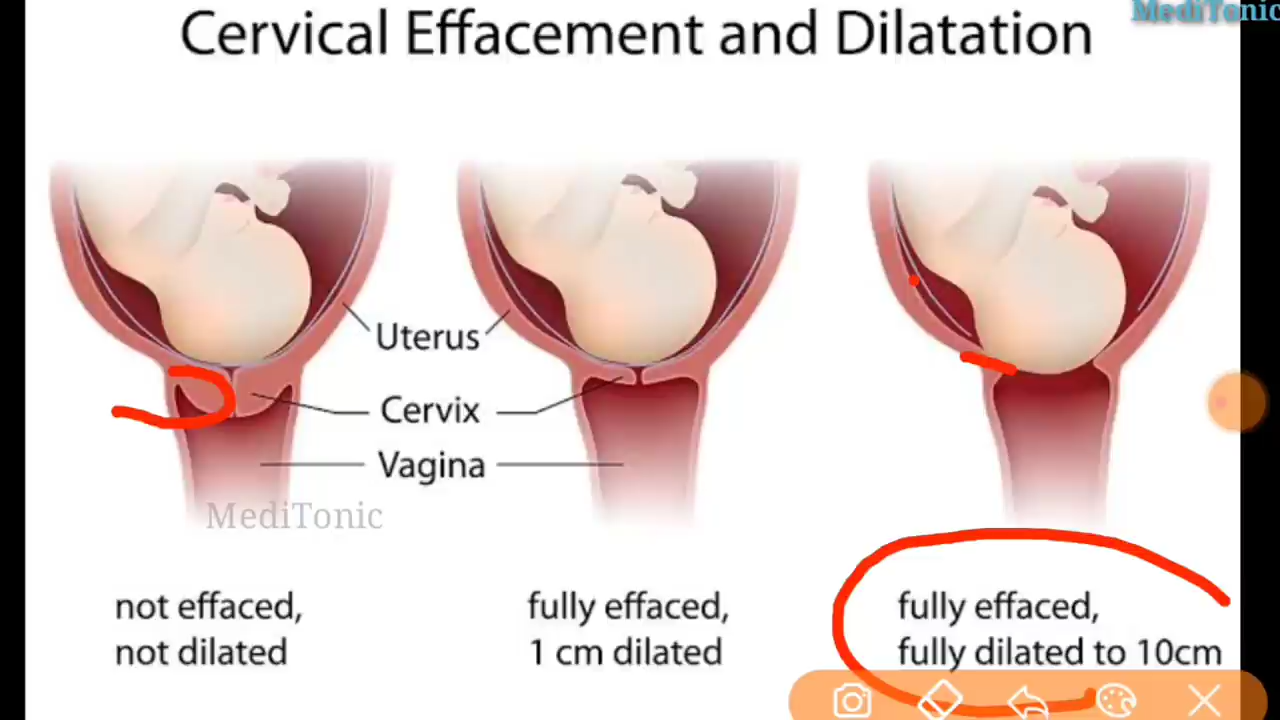 MediTonic
Cervical Effacement and Dilatation
Uterus
Cervix
Vagina
MediTonic
not effaced,
not dilated
fully effaced,
1 cm dilated
fully effaced,
fully dilated to 10cm